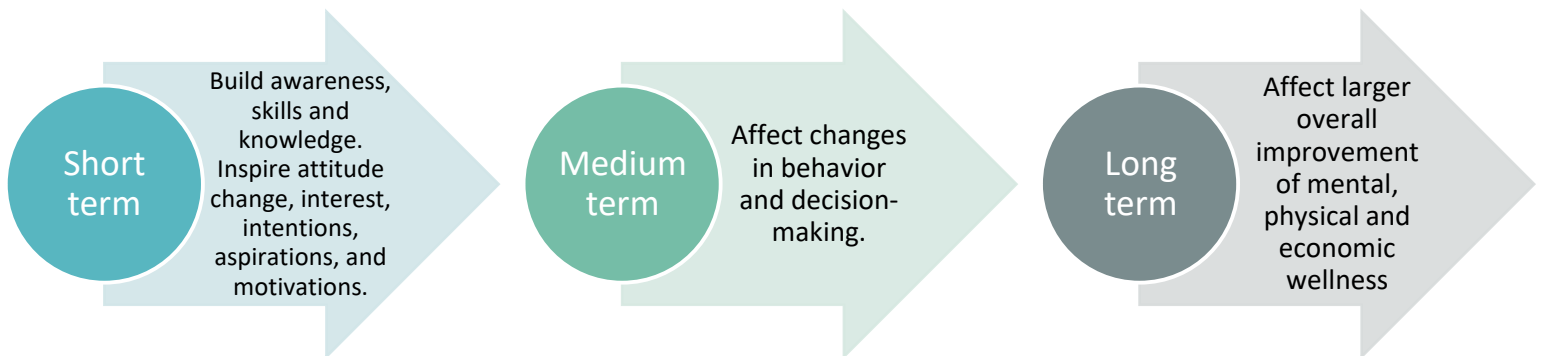 Short
term
Build awareness,
skills and
knowledge.
Inspire attitude
change, interest,
intentions,
aspirations, and
motivations.
Medium
term
Affect changes
in behavior
and decision-
making.
Long
term
Affect larger
overall
improvement
of mental,
physical and
economic
wellness